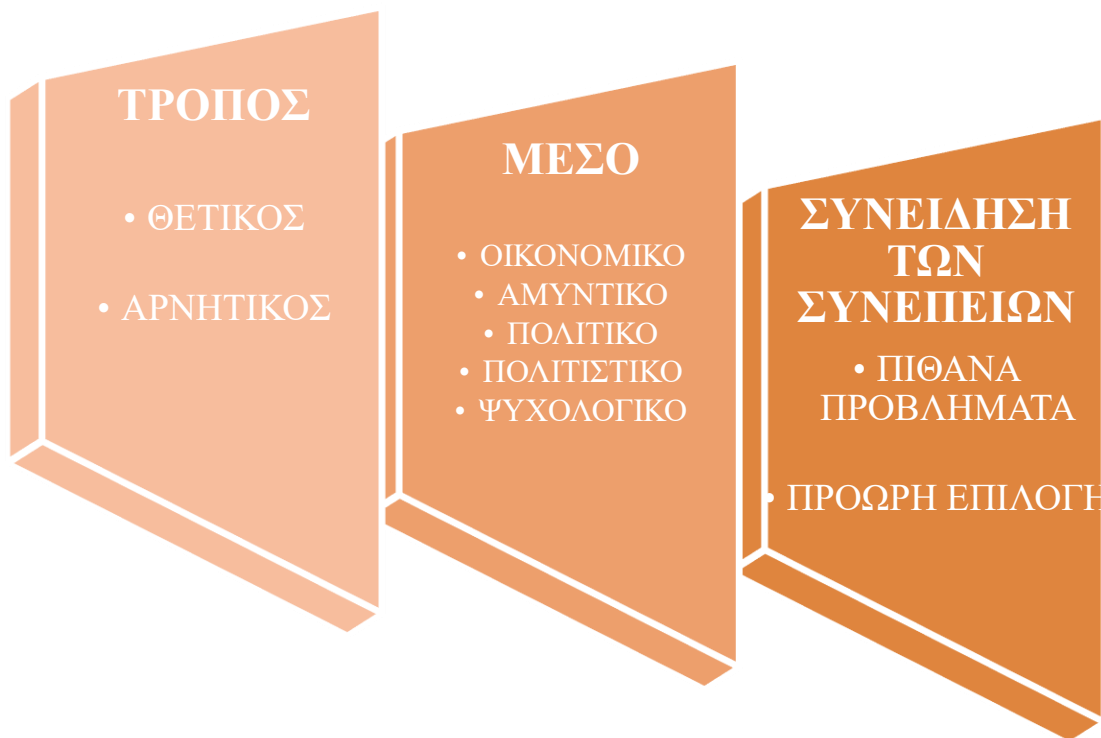 ΤΡΟΠΟΣ
• ΘΕΤΙΚΟΣ
• ΑΡΝΗΤΙΚΟΣ
ΜΕΣΟ
• ΟΙΚΟΝΟΜΙΚΟ
• ΑΜΥΝΤΙΚΟ
• ΠΟΛΙΤΙΚΟ
• ΠΟΛΙΤΙΣΤΙΚΟ
• ΨΥΧΟΛΟΓΙΚΟ
ΣΥΝΕΙΔΗΣΗ
ΤΩΝ
ΣΥΝΕΠΕΙΩΝ
• ΠΙΘΑΝΑ
ΠΡΟΒΛΗΜΑΤΑ
• ΠΡΟΩΡΗ ΕΠΙΛΟΓΗ